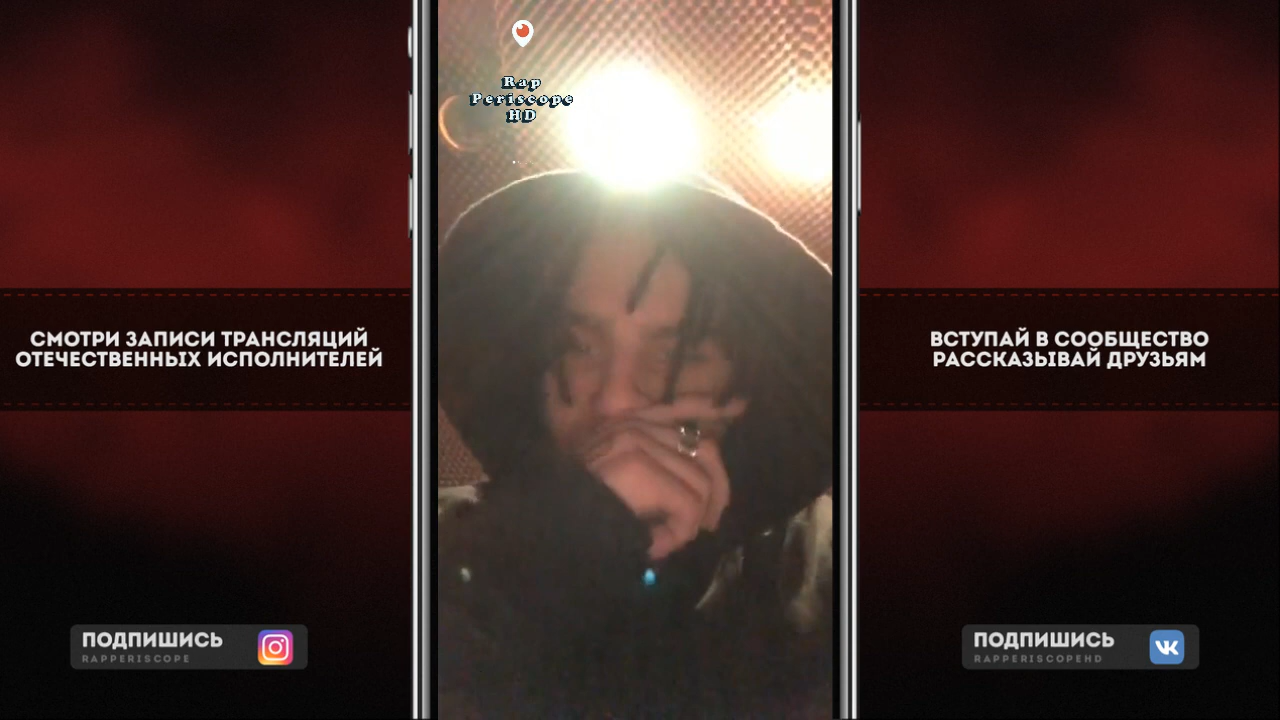 Rap
Periscope
HD
СМОТРИ ЗАПИСИ ТРАНСЛЯЦИЙ
ОТЕЧЕСТВЕННЫХ ИСПОЛНИТЕЛЕЙ
ВСТУПАЙ В СООБЩЕСТВО
РАССКАЗЫВАЙ ДРУЗЬЯМ
ПОДПИШИСЬ
RAPPERISCOPE
ПОДПИШИСЬ
RAPPERISCOPEHD